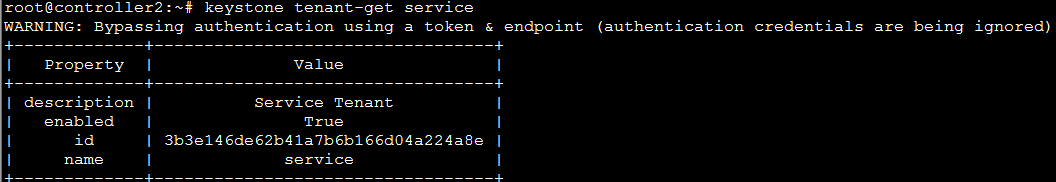 root@controller2:~# keystone tenant-get service
WARNING: Bypassing authentication using a token & endpoint (authentication credentials are being ignored)
+-------------+----------------------------------+
|   Property  |              Value               |
+-------------+----------------------------------+
| description |          Service Tenant          |
|   enabled   |               True               |
|      id     | 3b3e146de62b41a7b6b166d04a224a8e |
|     name    |             service              |
+-------------+----------------------------------+